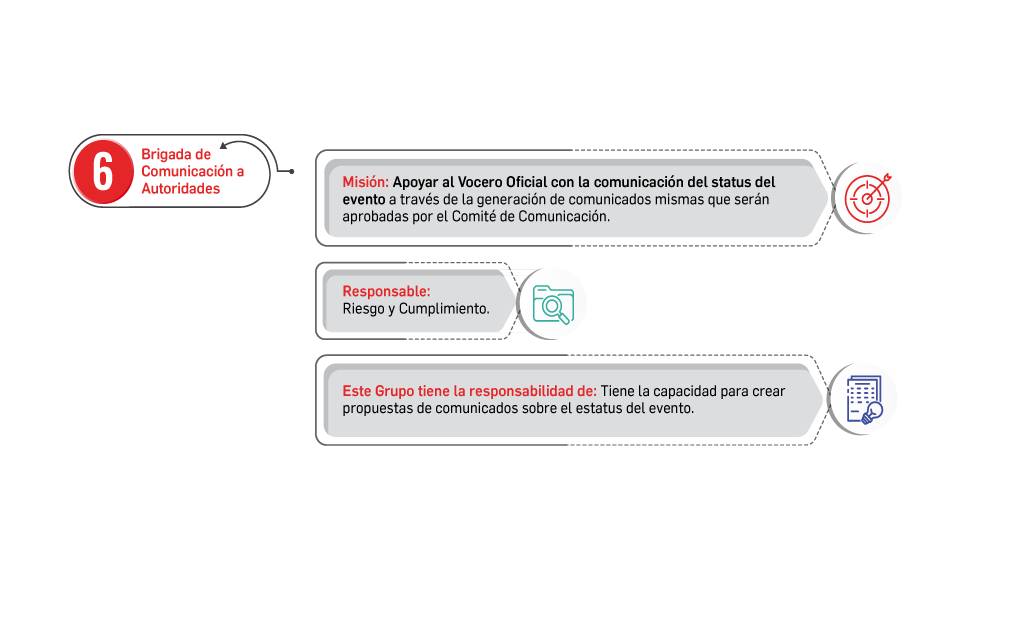 6
Brigada de
Comunicación a
Autoridades
Misión: Apoyar al Vocero Oficial con la comunicación del status del
evento a través de la generación de comunicados mismas que serán
aprobadas por el Comité de Comunicación.
Responsable:
Riesgo y Cumplimiento.
Este Grupo tiene la responsabilidad de: Tiene la capacidad para crear
propuestas de comunicados sobre el estatus del evento.